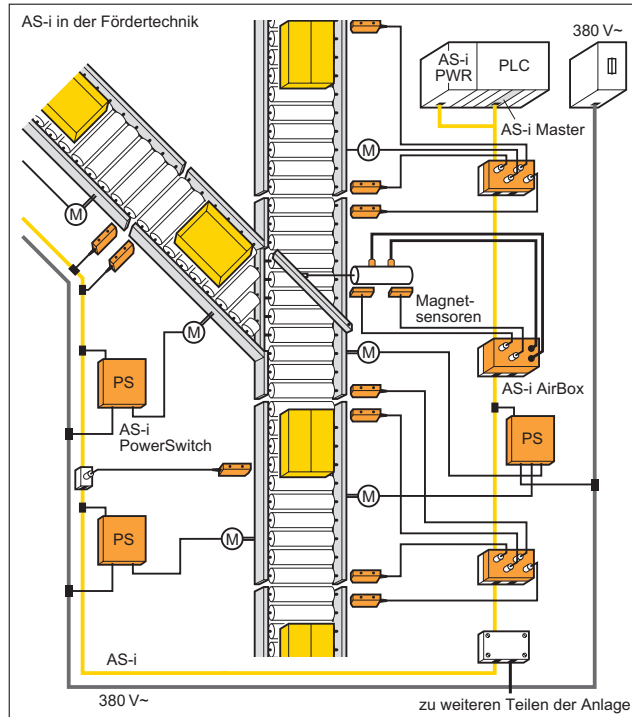 AS-i in der Fördertechnik
380 V~
AS-i
PWR
PLC
AS-i Master
M
M
Magnet-
sensoren
M
M
AS-i AirBox
PS
AS-i
PowerSwitch
PS
M
PS
M
AS-i
380 V~
zu weiteren Teilen der Anlage